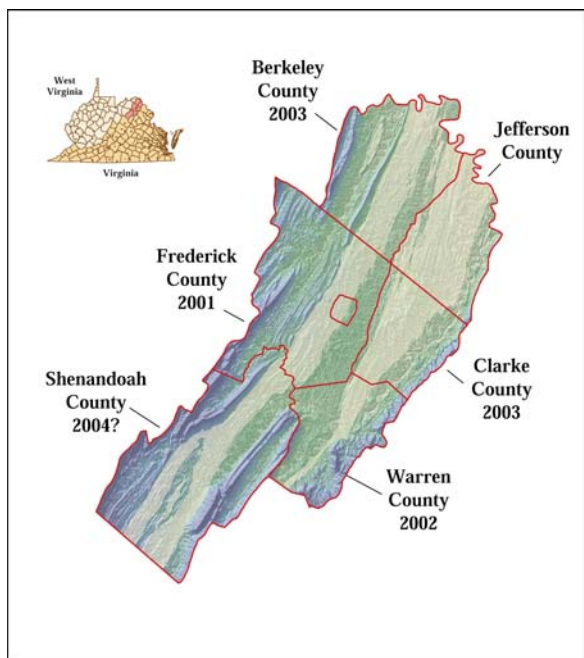 West
Virginia
Virginia
Berkeley
County
2003
Jefferson
County
Frederick
County
2001
Shenandoah
County
2004?
Clarke
County
2003
Warren
County
2002